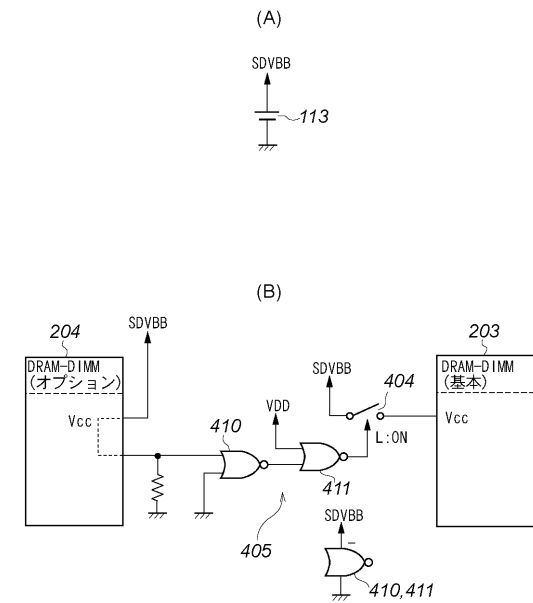 (A)
SDVBB
113
(B)
204
SDVBB
203
DRAM-DIMM
(オプション)
SDVBB
404
DRAM-DIMM
(基本)
Vcc
VDD
Vcc
410
L:ON
411
405
SDVBB
410,411